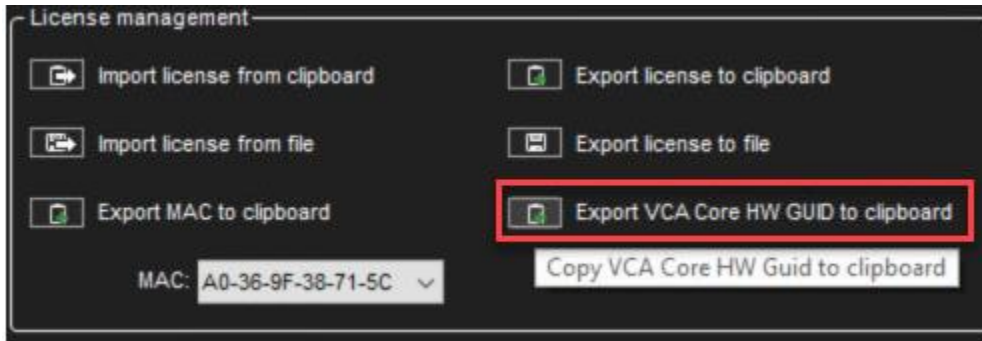 License management
Import license from clipboard
Export license to clipboard
Import license from file
Export license to file
Export MAC to clipboard
Export VCA Core HW GUID to clipboard
Copy VCA Core HW Guid to clipboard
MAC: A0-36-9F-38-71-5C